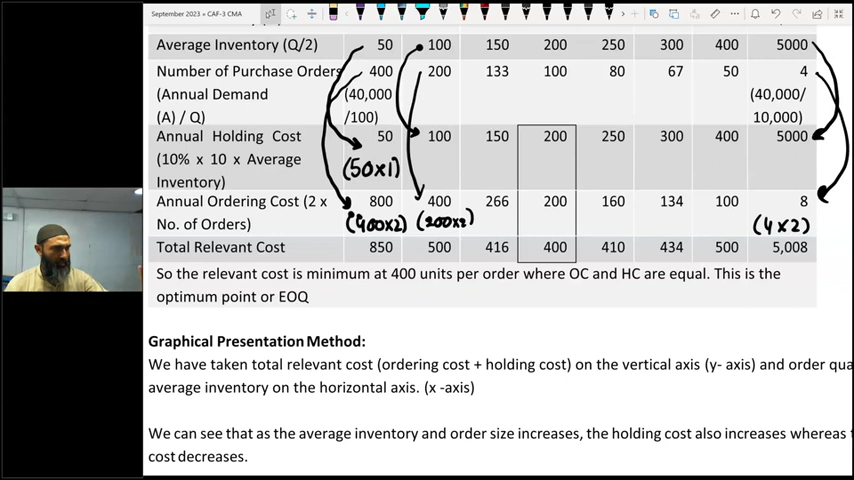 September 2023 » CAF-3 CMA
Average Inventory (Q/2) 50 100 150 200 250 300 400 5000
Number of Purchase Orders 400 200 133 100 80 67 50 4
(Annual Demand (40,000 (40,000/
(A) / Q) /100) 10,000)
Annual Holding Cost 50 100 150 200 250 300 400 5000
(10% x 10 x Average (50x1)
Inventory)
Annual Ordering Cost (2 x 800 400 266 200 160 134 100 8
No. of Orders) (400x2) (200x2) (4x2)
Total Relevant Cost 850 500 416 400 410 434 500 5,008
So the relevant cost is minimum at 400 units per order where OC and HC are equal. This is the
optimum point or EOQ
Graphical Presentation Method:
We have taken total relevant cost (ordering cost + holding cost) on the vertical axis (y- axis) and order qua
average inventory on the horizontal axis. (x -axis)
We can see that as the average inventory and order size increases, the holding cost also increases whereas
cost decreases.